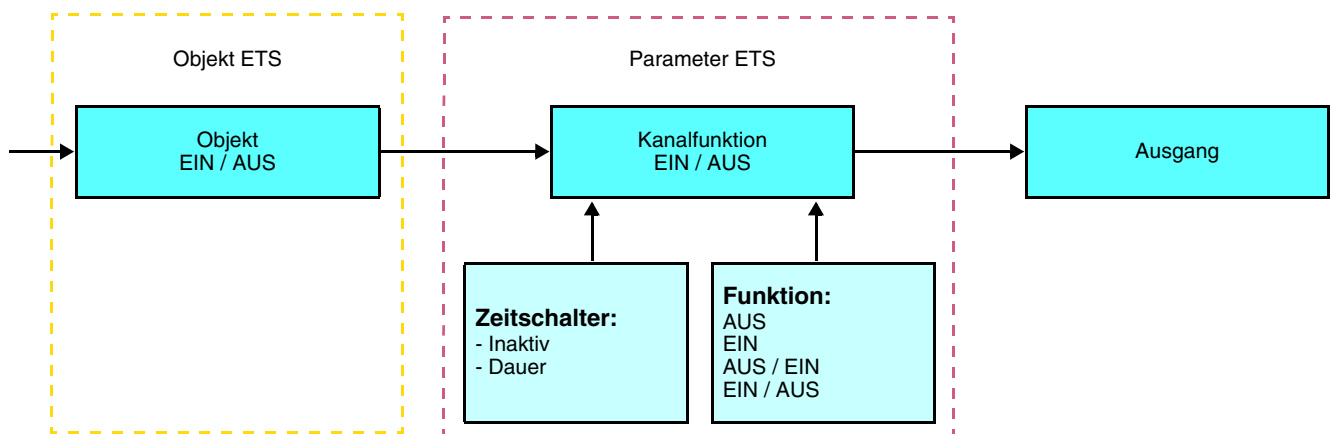 Objekt ETS
Parameter ETS
Objekt
EIN / AUS
Kanalfunktion
EIN / AUS
Ausgang
Zeitschalter:
- Inaktiv
- Dauer
Funktion:
AUS
EIN
AUS / EIN
EIN / AUS